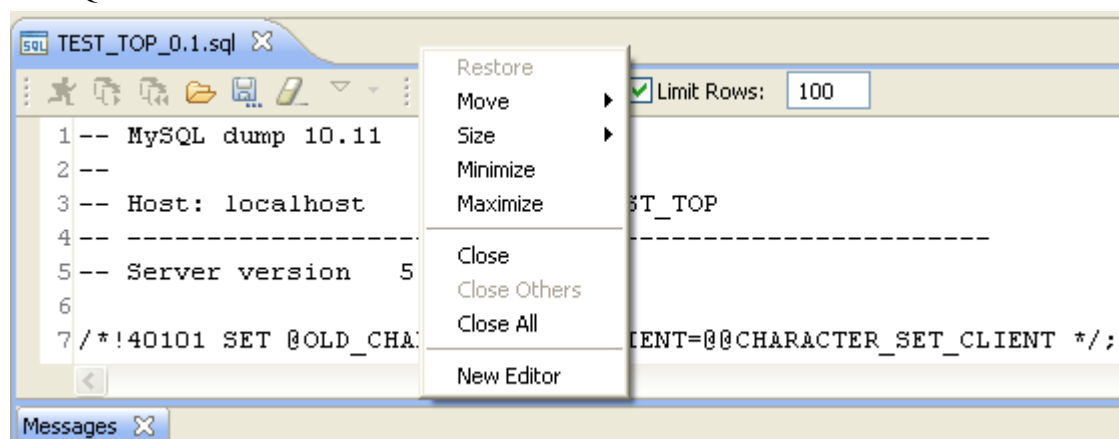 SQL TEST_TOP_0.1.sql
Limit Rows: 100
Restore
Move
Size
Minimize
Maximize
Close
Close Others
Close All
New Editor
1 -- MySQL dump 10.11
2 --
3 -- Host: localhost ST_TOP
4 -- --------------------------------------------------------
5 -- Server version 5
6
7 /*!40101 SET @OLD_CHA IENT=@@CHARACTER_SET_CLIENT */;
Messages